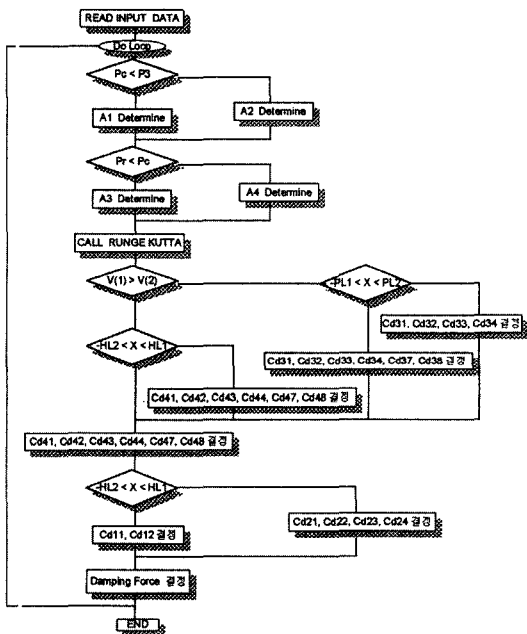 READ INPUT DATA
Do Loop
Pc < P3
A1 Determine
A2 Determine
Pr < Pc
A3 Determine
A4 Determine
CALL RUNGE KUTTA
V(1) > V(2)
-PL1 < X < PL2
Cd31, Cd32, Cd33, Cd34 결정
-HL2 < X < HL1
Cd31, Cd32, Cd33, Cd34, Cd37, Cd38 결정
Cd41, Cd42, Cd43, Cd44, Cd47, Cd48 결정
Cd41, Cd42, Cd43, Cd44, Cd47, Cd48 결정
-HL2 < X < HL1
Cd11, Cd12 결정
Cd21, Cd22, Cd23, Cd24 결정
Damping Force 결정
END